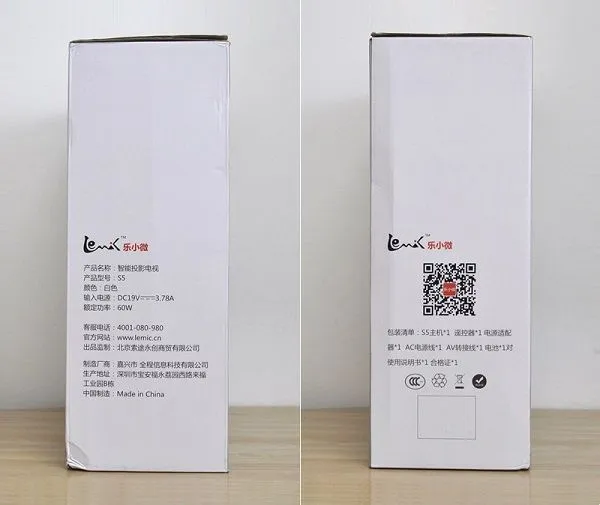 Lemic™ 乐小微
产品名称：智能投影电视
产品型号：S5
颜色：白色
输入电源：DC19V⎓3.78A
额定功率：60W
客服电话：4001-080-980
官方网站：www.lemic.cn
出品监制：北京索途永创商贸有限公司
制造厂商：嘉兴市 全程信息科技有限公司
生产地址：深圳市宝安福永荔园西路来操
工业园B栋
中国制造：Made in China
Lemic™ 乐小微
包装清单：S5主机*1 遥控器*1 电源适配
器*1 AC电源线*1 AV转接线*1 电池*1对
使用说明书*1 合格证*1